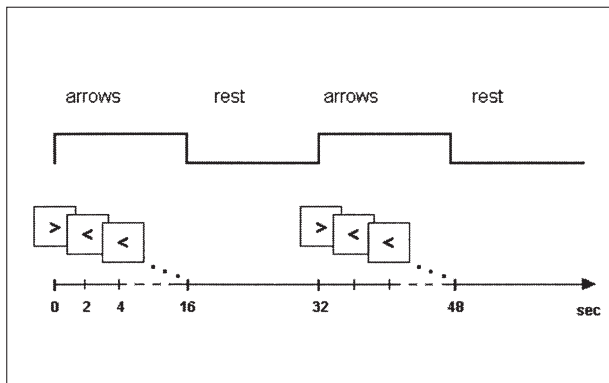 arrows rest arrows rest
> < < > < <
0 2 4 16 32 48 sec